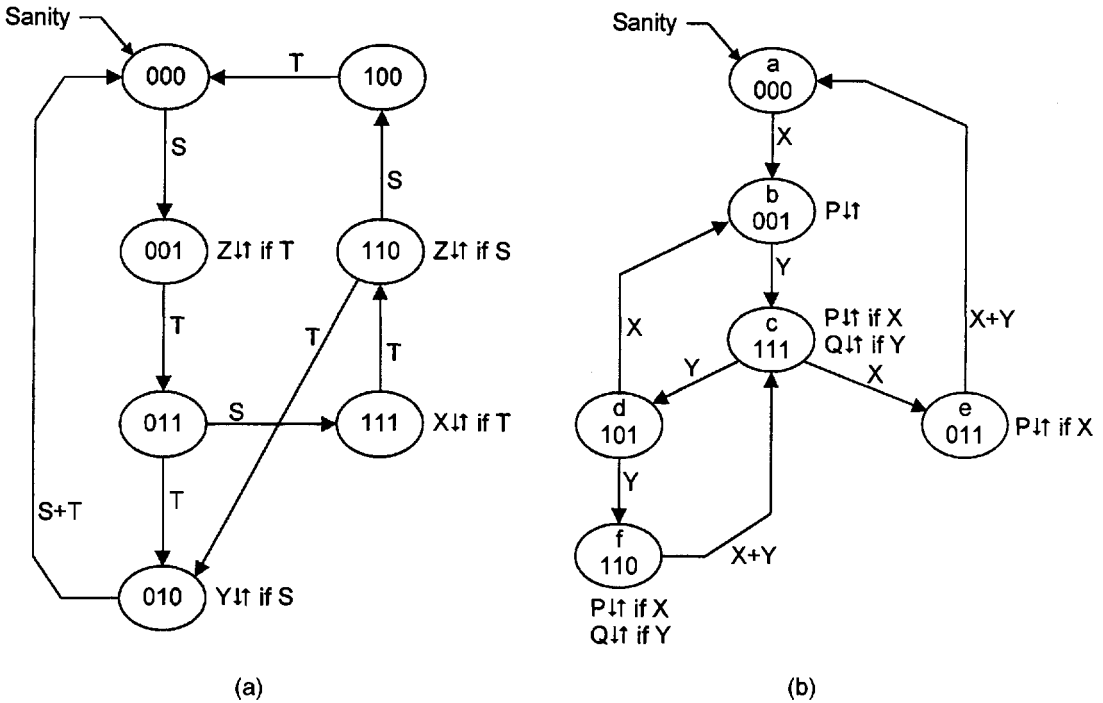 Sanity
000
T
100
S
S
001
Z↓↑ if T
110
Z↓↑ if S
T
T
T
011
S
111
X↓↑ if T
T
S+T
010
Y↓↑ if S
(a)
Sanity
a
000
X
b
001
P↓↑
Y
c
111
P↓↑ if X
Q↓↑ if Y
X
Y
X
X+Y
d
101
e
011
P↓↑ if X
Y
f
110
X+Y
P↓↑ if X
Q↓↑ if Y
(b)